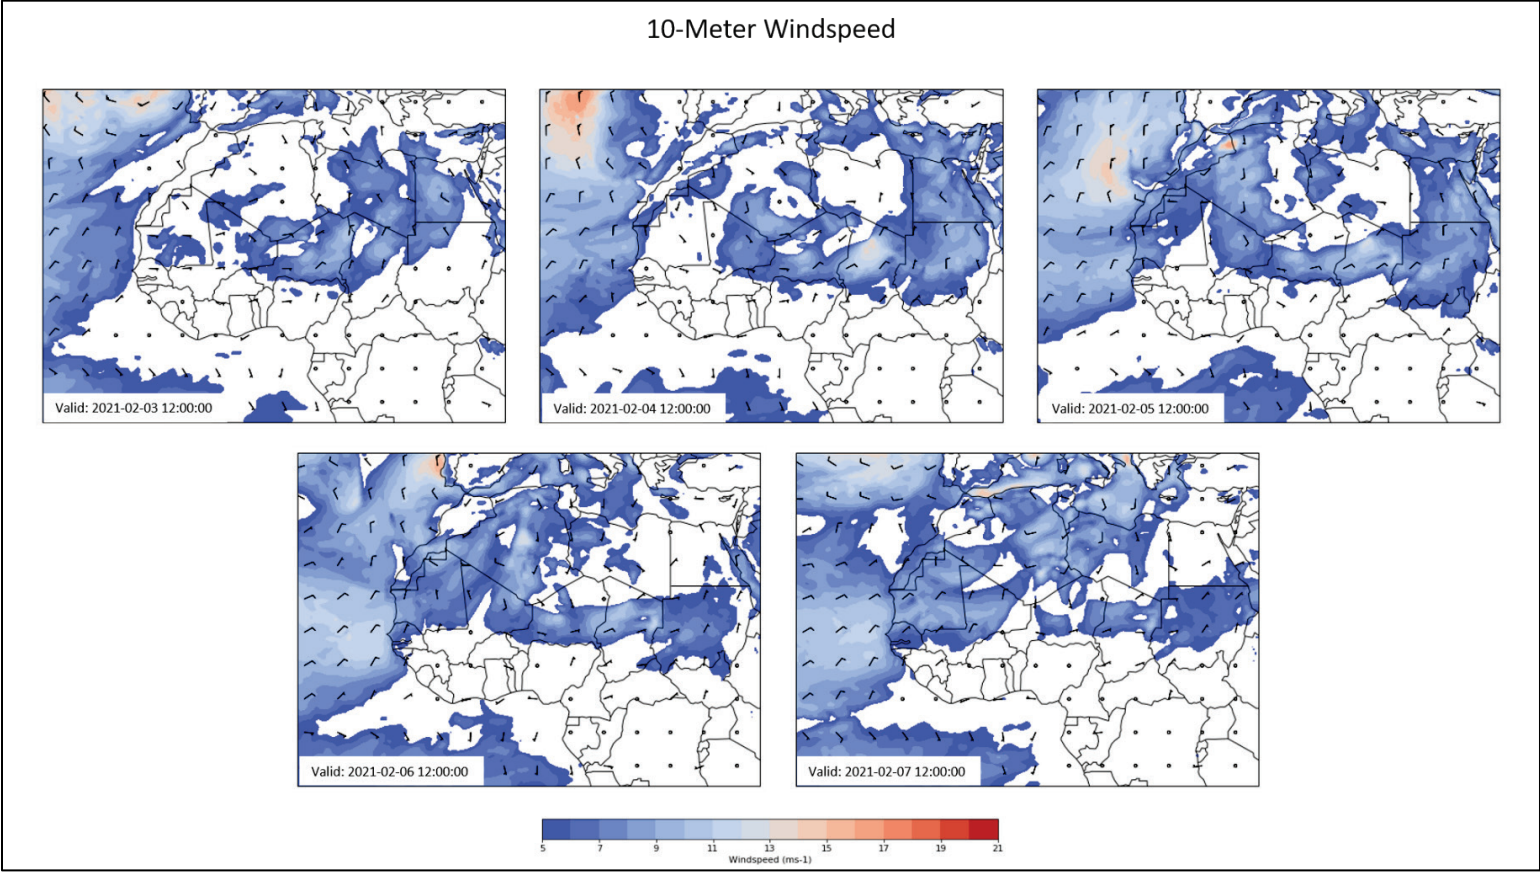 10-Meter Windspeed
Valid: 2021-02-03 12:00:00
Valid: 2021-02-04 12:00:00
Valid: 2021-02-05 12:00:00
Valid: 2021-02-06 12:00:00
Valid: 2021-02-07 12:00:00
5 7 9 11 13 15 17 19 21
Windspeed (ms-1)